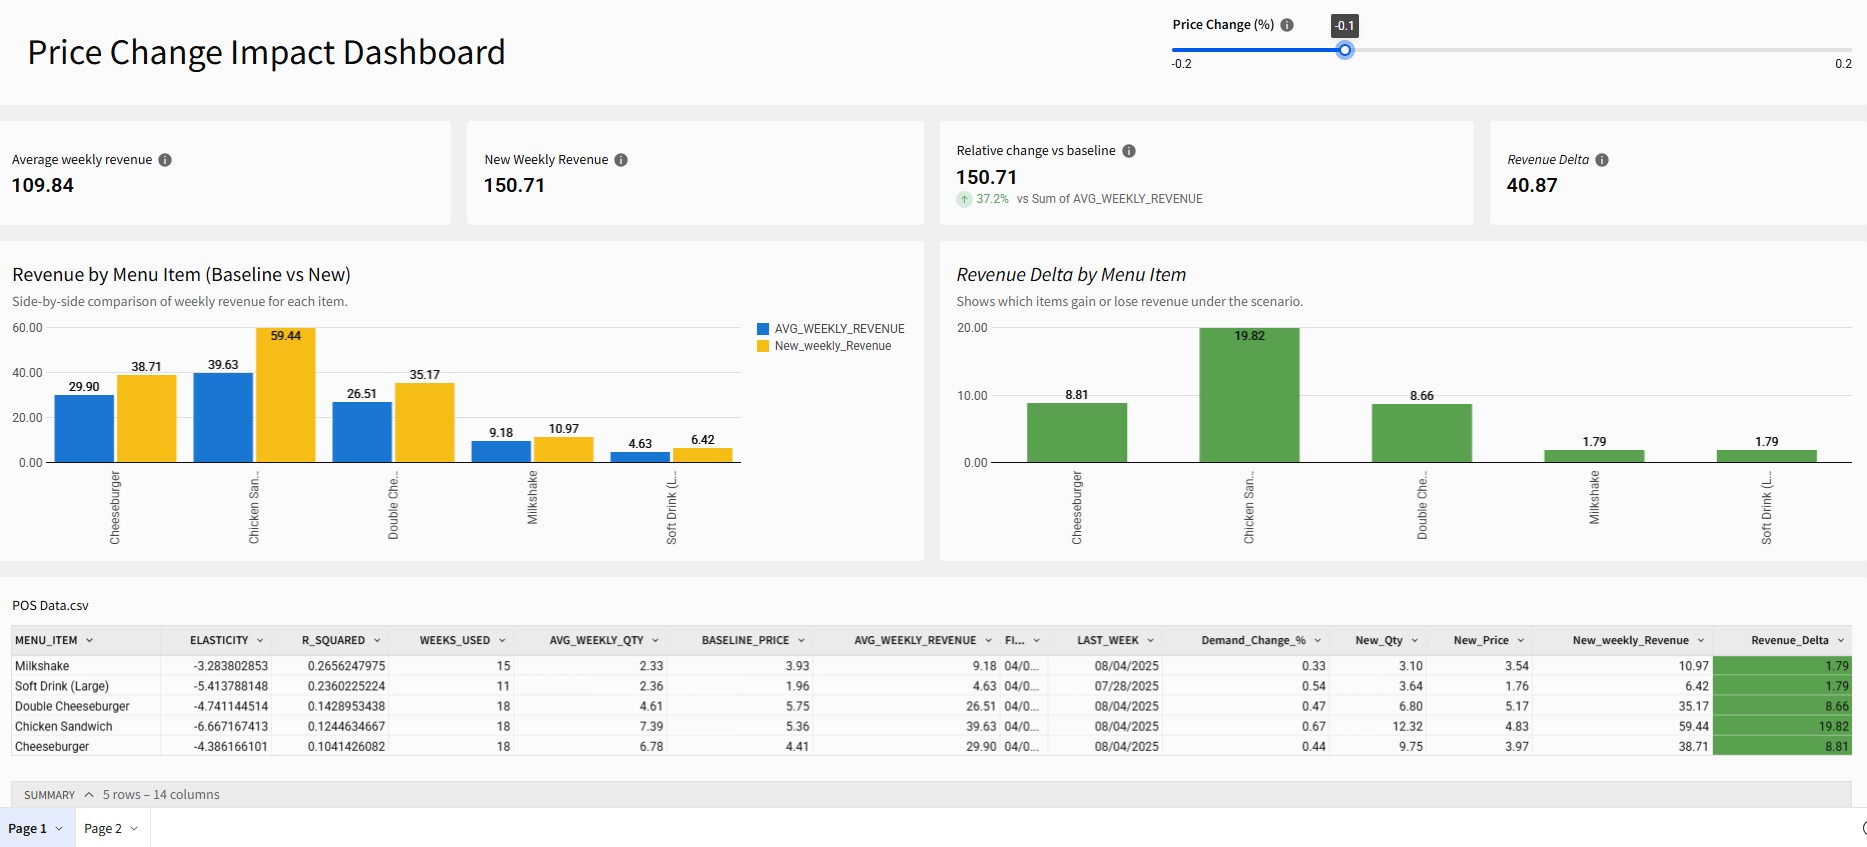 Price Change Impact Dashboard
Price Change (%)
-0.1
-0.2 0.2
Average weekly revenue
109.84
New Weekly Revenue
150.71
Relative change vs baseline
150.71
↑ 37.2% vs Sum of AVG_WEEKLY_REVENUE
Revenue Delta
40.87
Revenue by Menu Item (Baseline vs New)
Side-by-side comparison of weekly revenue for each item.
60.00
40.00
20.00
0.00
29.90 38.71 39.63 59.44 26.51 35.17 9.18 10.97 4.63 6.42
Cheeseburger
Chicken San...
Double Che...
Milkshake
Soft Drink (L...
AVG_WEEKLY_REVENUE
New_weekly_Revenue
Revenue Delta by Menu Item
Shows which items gain or lose revenue under the scenario.
20.00
10.00
0.00
8.81 19.82 8.66 1.79 1.79
Cheeseburger
Chicken San...
Double Che...
Milkshake
Soft Drink (L...
POS Data.csv
MENU_ITEM ELASTICITY R_SQUARED WEEKS_USED AVG_WEEKLY_QTY BASELINE_PRICE AVG_WEEKLY_REVENUE FI... LAST_WEEK Demand_Change_% New_Qty New_Price New_weekly_Revenue Revenue_Delta
Milkshake -3.283802853 0.2656247975 15 2.33 3.93 9.18 04/0... 08/04/2025 0.33 3.10 3.54 10.97 1.79
Soft Drink (Large) -5.413788148 0.2360225224 11 2.36 1.96 4.63 04/0... 07/28/2025 0.54 3.64 1.76 6.42 1.79
Double Cheeseburger -4.741144514 0.1428953438 18 4.61 5.75 26.51 04/0... 08/04/2025 0.47 6.80 5.17 35.17 8.66
Chicken Sandwich -6.667167413 0.1244634667 18 7.39 5.36 39.63 04/0... 08/04/2025 0.67 12.32 4.83 59.44 19.82
Cheeseburger -4.386166101 0.1041426082 18 6.78 4.41 29.90 04/0... 08/04/2025 0.44 9.75 3.97 38.71 8.81
SUMMARY 5 rows – 14 columns
Page 1 Page 2